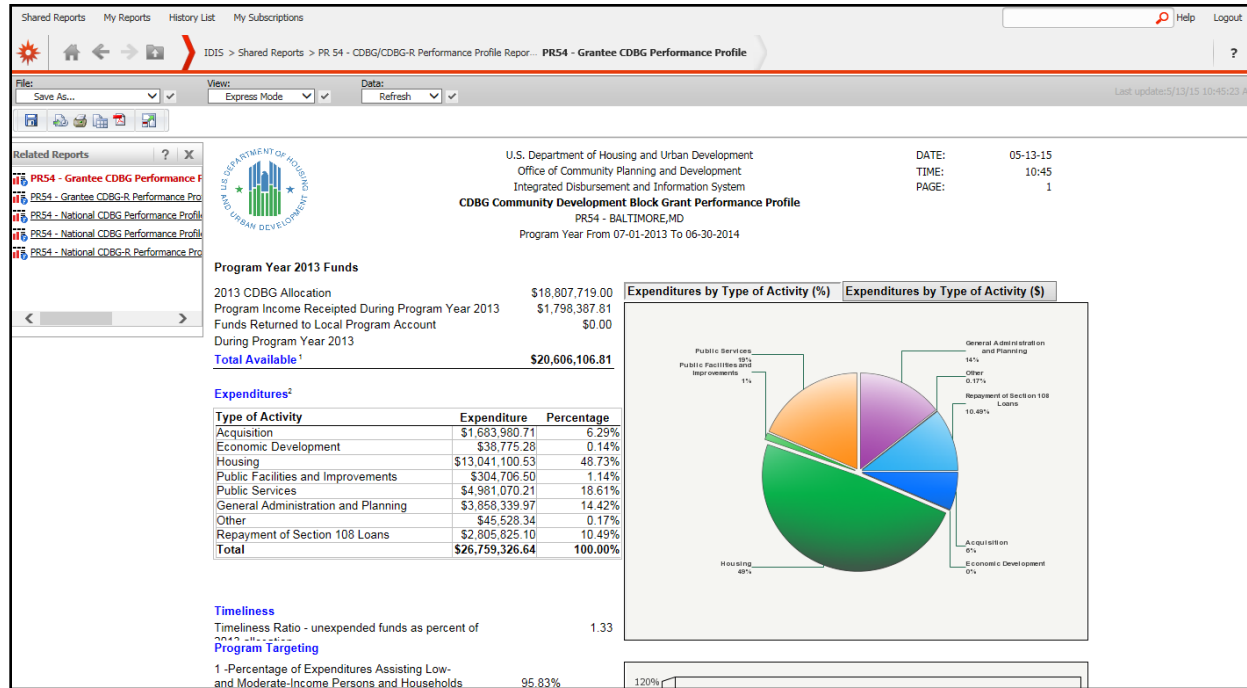 Shared Reports My Reports History List My Subscriptions Help Logout
IDIS > Shared Reports > PR 54 - CDBG/CDBG-R Performance Profile Repor... PR54 - Grantee CDBG Performance Profile ?
File: View: Data:
Save As... Express Mode Refresh Last update:5/13/15 10:45:23 A
Related Reports ? X
PR54 - Grantee CDBG Performance P
PR54 - Grantee CDBG-R Performance Pro
PR54 - National CDBG Performance Profile
PR54 - National CDBG Performance Profile
PR54 - National CDBG-R Performance Pro
U.S. DEPARTMENT OF HOUSING AND URBAN DEVELOPMENT
U.S. Department of Housing and Urban Development DATE: 05-13-15
Office of Community Planning and Development TIME: 10:45
Integrated Disbursement and Information System PAGE: 1
CDBG Community Development Block Grant Performance Profile
PR54 - BALTIMORE,MD
Program Year From 07-01-2013 To 06-30-2014
Program Year 2013 Funds
2013 CDBG Allocation $18,807,719.00
Program Income Receipted During Program Year 2013 $1,798,387.81
Funds Returned to Local Program Account $0.00
During Program Year 2013
Total Available 1 $20,606,106.81
Expenditures2
Type of Activity Expenditure Percentage
Acquisition $1,683,980.71 6.29%
Economic Development $38,775.28 0.14%
Housing $13,041,100.53 48.73%
Public Facilities and Improvements $304,706.50 1.14%
Public Services $4,981,070.21 18.61%
General Administration and Planning $3,858,339.97 14.42%
Other $45,528.34 0.17%
Repayment of Section 108 Loans $2,805,825.10 10.49%
Total $26,759,326.64 100.00%
Expenditures by Type of Activity (%) Expenditures by Type of Activity ($)
Public Services
19%
Public Facilities and
Improvements
1%
General Administration
and Planning
14%
Other
0.17%
Repayment of Section 108
Loans
10.49%
Acquisition
6%
Economic Development
0%
Housing
49%
Timeliness
Timeliness Ratio - unexpended funds as percent of 1.33
2013 allocation
Program Targeting
1 -Percentage of Expenditures Assisting Low-
and Moderate-Income Persons and Households 95.83%
120%